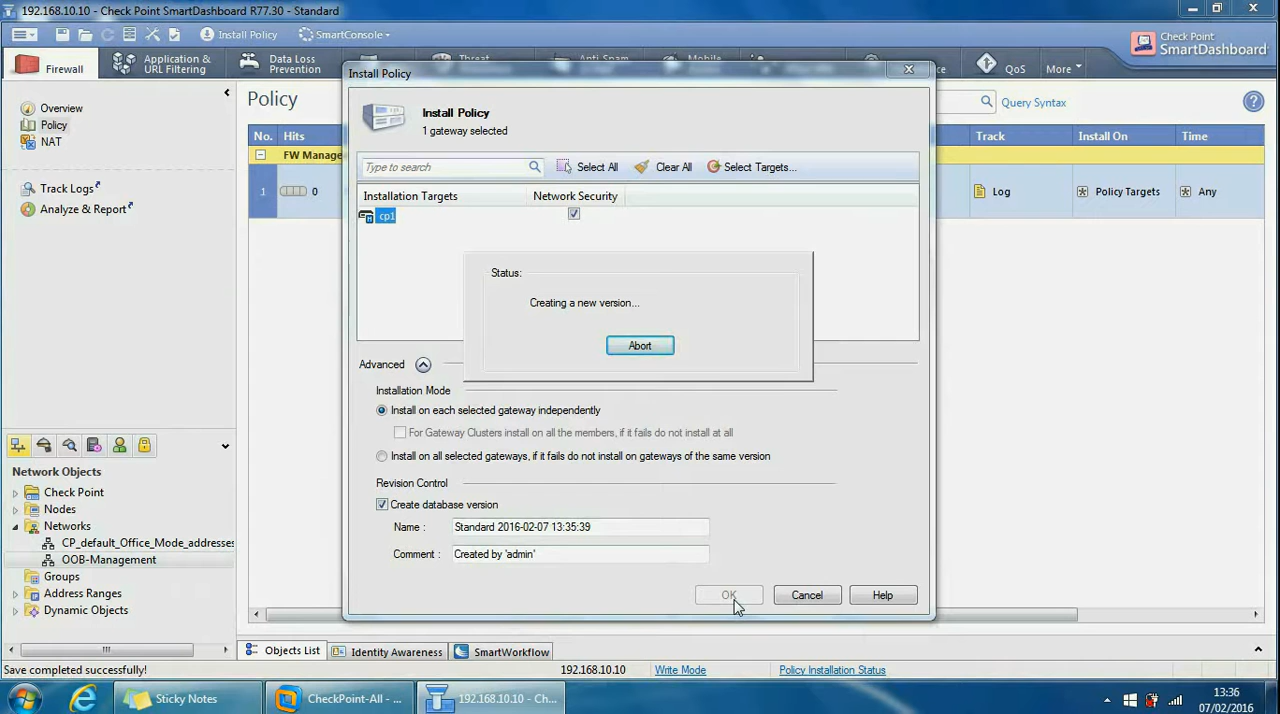 192.168.10.10 - Check Point SmartDashboard R77.30 - Standard
Install Policy
SmartConsole
Check Point
SmartDashboard
Firewall
Application &
URL Filtering
Data Loss
Prevention
QoS
More
Install Policy
Overview
Policy
NAT
Track Logs
Analyze & Report
Policy
Query Syntax
No.
Hits
Track
Install On
Time
FW Manage
1
0
Log
Policy Targets
Any
Install Policy
1 gateway selected
Type to search
Select All
Clear All
Select Targets...
Installation Targets
Network Security
cp1
Status:
Creating a new version...
Abort
Advanced
Installation Mode
Install on each selected gateway independently
For Gateway Clusters install on all the members, if it fails do not install at all
Install on all selected gateways, if it fails do not install on gateways of the same version
Revision Control
Create database version
Name :
Standard 2016-02-07 13:35:39
Comment :
Created by 'admin'
OK
Cancel
Help
Network Objects
Check Point
Nodes
Networks
CP_default_Office_Mode_addresses
OOB-Management
Groups
Address Ranges
Dynamic Objects
Objects List
Identity Awareness
SmartWorkflow
Save completed successfully!
192.168.10.10
Write Mode
Policy Installation Status
Sticky Notes
CheckPoint-All - ...
192.168.10.10 - Ch...
13:36
07/02/2016